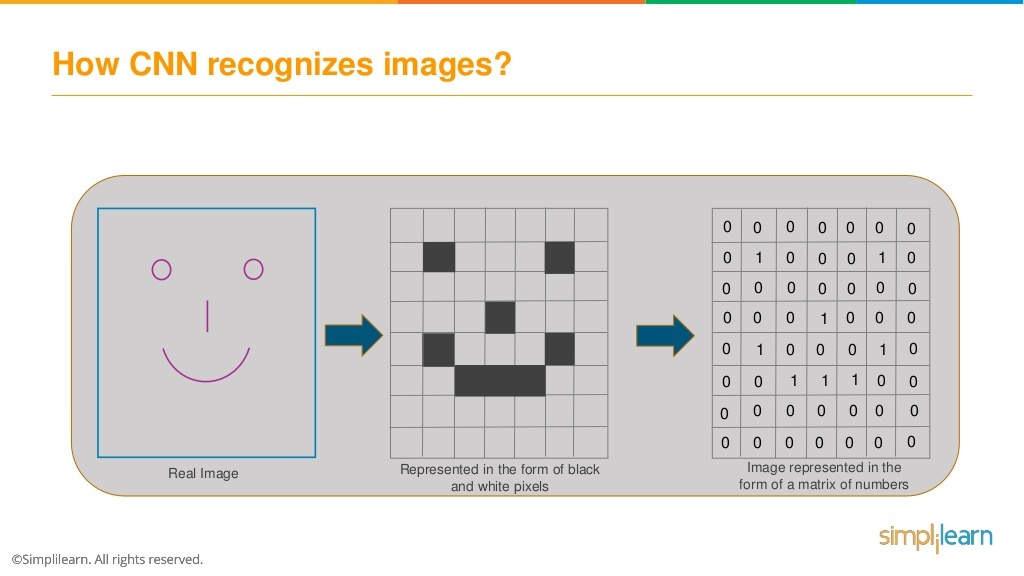 How CNN recognizes images?
0 0 0 0 0 0 0
0 1 0 0 0 1 0
0 0 0 0 0 0 0
0 0 0 1 0 0 0
0 1 0 0 0 1 0
0 0 1 1 1 0 0
0 0 0 0 0 0 0
0 0 0 0 0 0 0
Real Image
Represented in the form of black
and white pixels
Image represented in the
form of a matrix of numbers
simplilearn
©Simplilearn. All rights reserved.